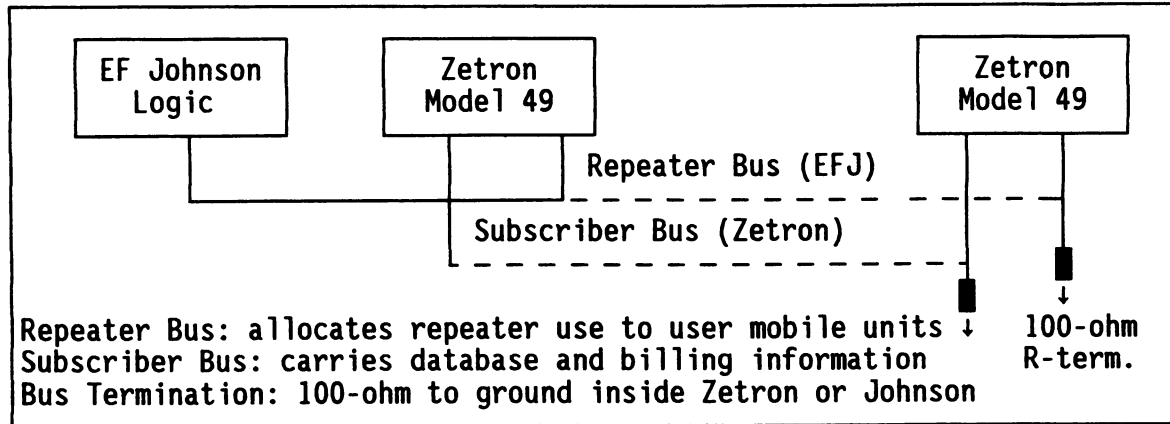 EF Johnson
Logic
Zetron
Model 49
Zetron
Model 49
Repeater Bus (EFJ)
Subscriber Bus (Zetron)
Repeater Bus: allocates repeater use to user mobile units ↓
Subscriber Bus: carries database and billing information
Bus Termination: 100-ohm to ground inside Zetron or Johnson
↓
100-ohm
R-term.